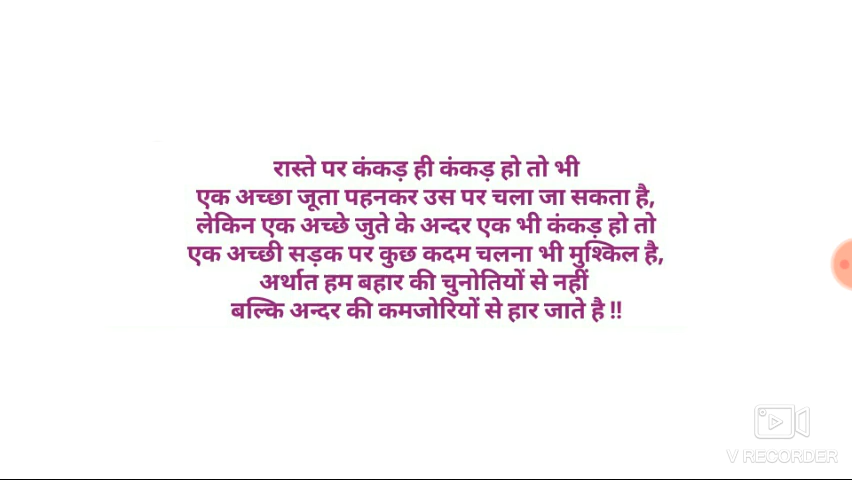 रास्ते पर कंकड़ ही कंकड़ हो तो भी
एक अच्छा जूता पहनकर उस पर चला जा सकता है,
लेकिन एक अच्छे जुते के अन्दर एक भी कंकड़ हो तो
एक अच्छी सड़क पर कुछ कदम चलना भी मुश्किल है,
अर्थात हम बहार की चुनोतियों से नहीं
बल्कि अन्दर की कमजोरियों से हार जाते है !!
V RECORDER